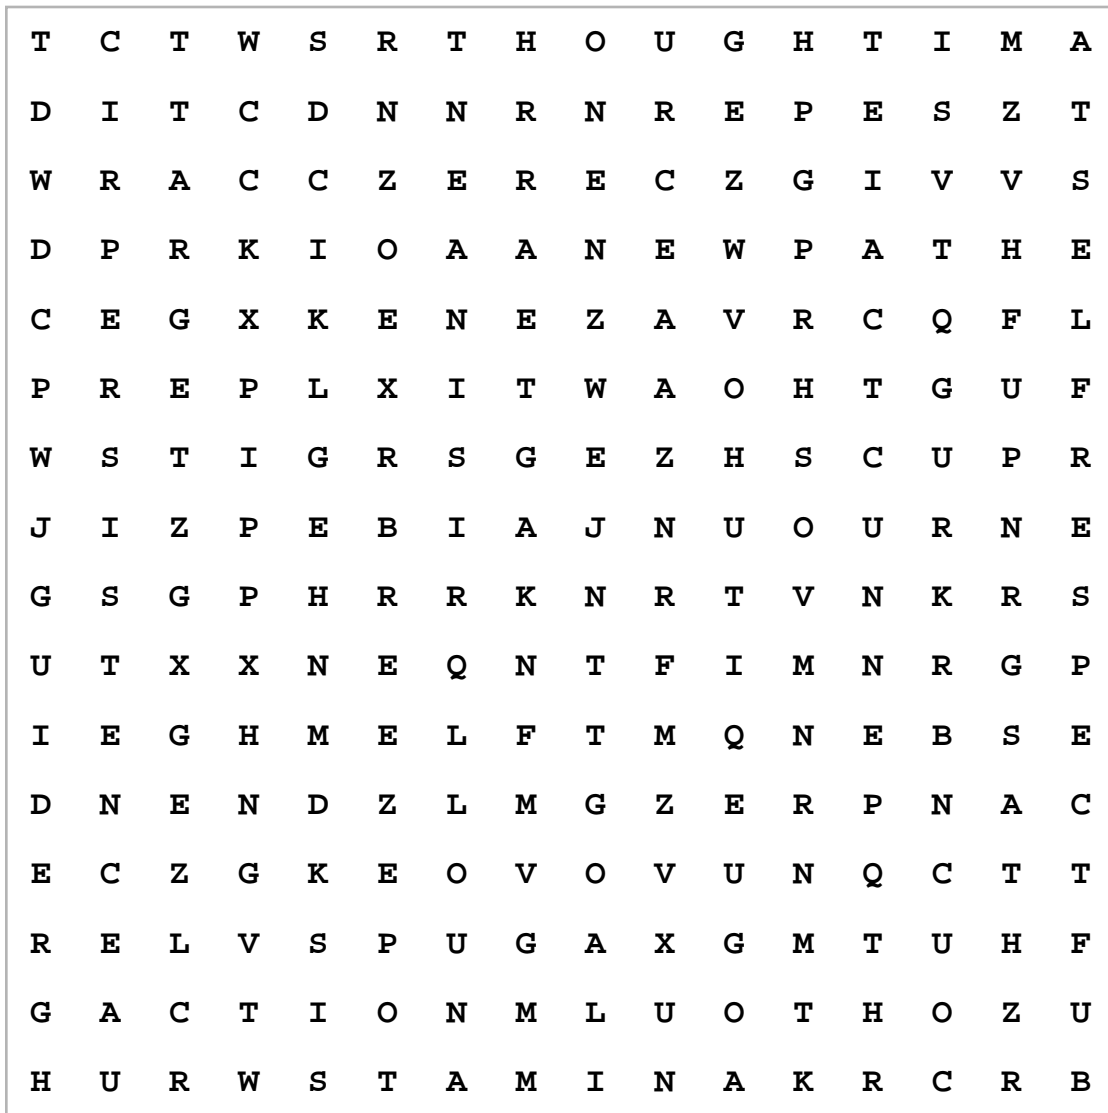 T C T W S R T H O U G H T I M A
D I T C D N N R N R E P E S Z T
W R A C C Z E R E C Z G I V V S
D P R K I O A A N E W P A T H E
C E G X K E N E Z A V R C Q F L
P R E P L X I T W A O H T G U F
W S T I G R S G E Z H S C U P R
J I Z P E B I A J N U O U R N E
G S G P H R R K N R T V N K R S
U T X X N E Q N T F I M N R G P
I E G H M E L F T M Q N E B S E
D N E N D Z L M G Z E R P N A C
E C Z G K E O V O V U N Q C T T
R E L V S P U G A X G M T U H F
G A C T I O N M L U O T H O Z U
H U R W S T A M I N A K R C R B